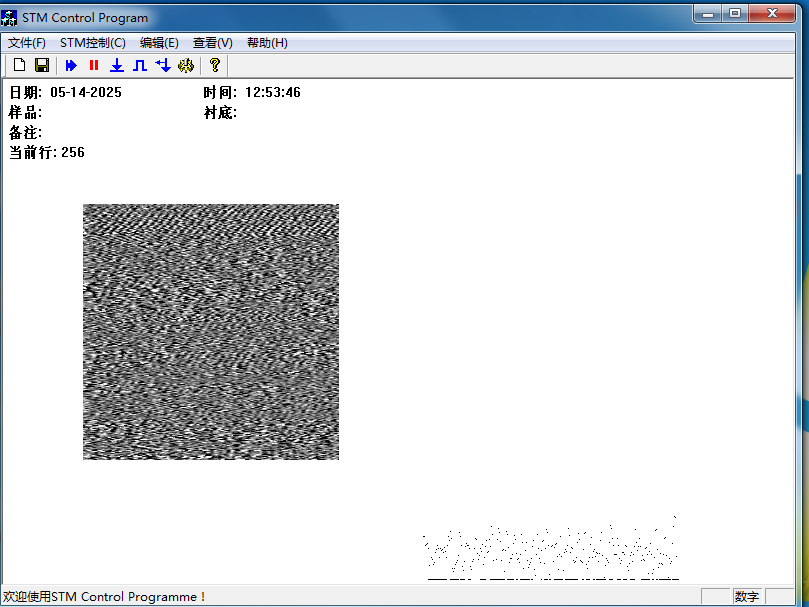 STM Control Program
文件(F) STM控制(C) 编辑(E) 查看(V) 帮助(H)
日期: 05-14-2025 时间: 12:53:46
样品: 衬底:
备注:
当前行: 256
欢迎使用STM Control Programme ! 数字